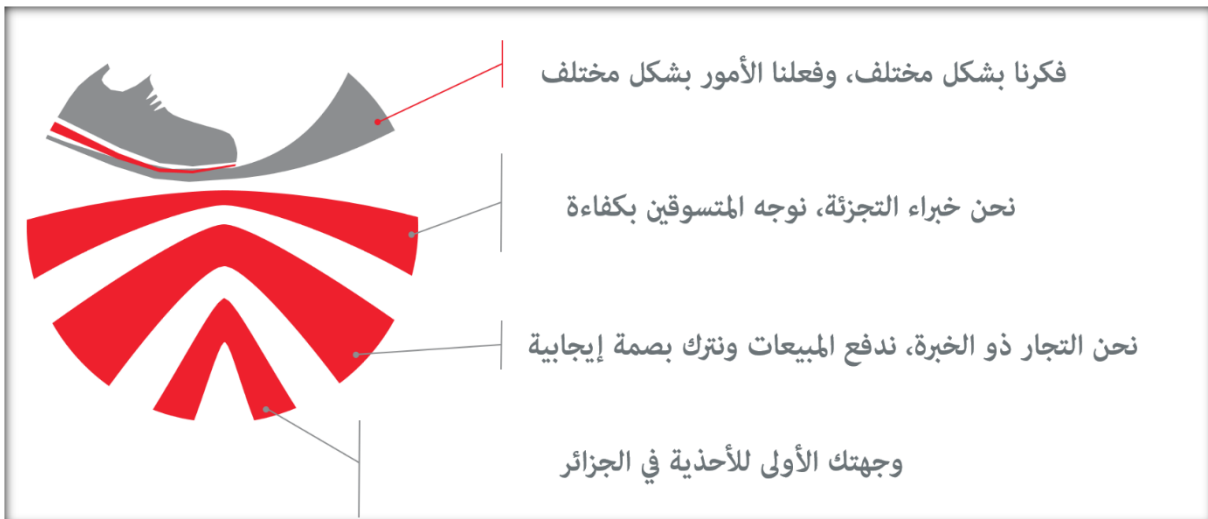 فكرنا بشكل مختلف، وفعلنا الأمور بشكل مختلف
نحن خبراء التجزئة، نوجه المتسوقين بكفاءة
نحن التجار ذو الخبرة، ندفع المبيعات ونترك بصمة إيجابية
وجهتك الأولى للأحذية في الجزائر